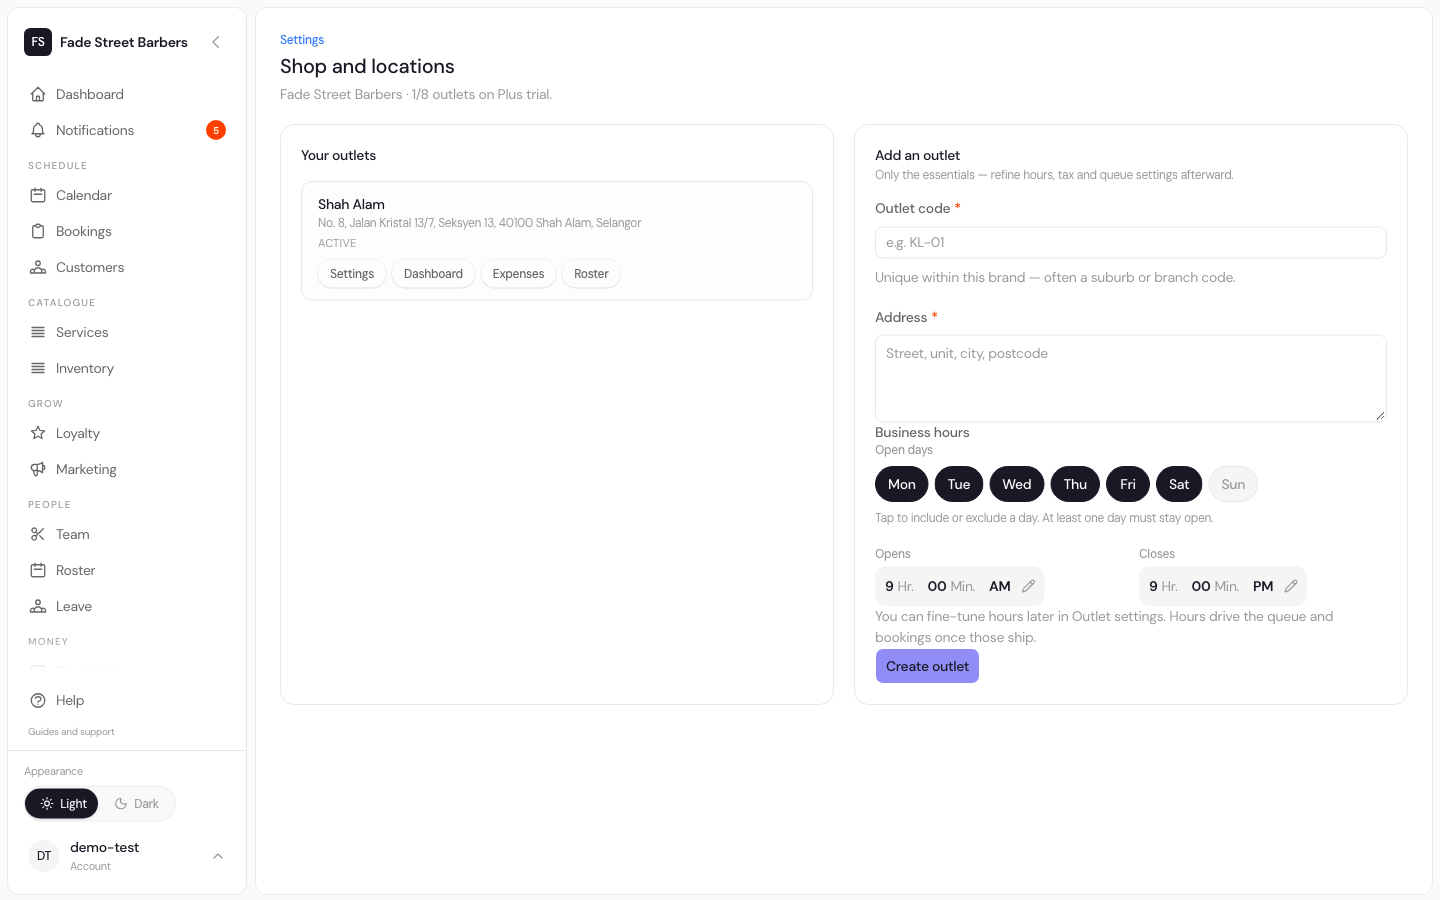 FS Fade Street Barbers
Dashboard
Notifications 5
SCHEDULE
Calendar
Bookings
Customers
CATALOGUE
Services
Inventory
GROW
Loyalty
Marketing
PEOPLE
Team
Roster
Leave
MONEY
Help
Guides and support
Appearance
Light Dark
DT demo-test
Account
Settings
Shop and locations
Fade Street Barbers · 1/8 outlets on Plus trial.
Your outlets
Shah Alam
No. 8, Jalan Kristal 13/7, Seksyen 13, 40100 Shah Alam, Selangor
ACTIVE
Settings Dashboard Expenses Roster
Add an outlet
Only the essentials — refine hours, tax and queue settings afterward.
Outlet code *
e.g. KL-01
Unique within this brand — often a suburb or branch code.
Address *
Street, unit, city, postcode
Business hours
Open days
Mon Tue Wed Thu Fri Sat Sun
Tap to include or exclude a day. At least one day must stay open.
Opens Closes
9 Hr. 00 Min. AM 9 Hr. 00 Min. PM
You can fine-tune hours later in Outlet settings. Hours drive the queue and
bookings once those ship.
Create outlet